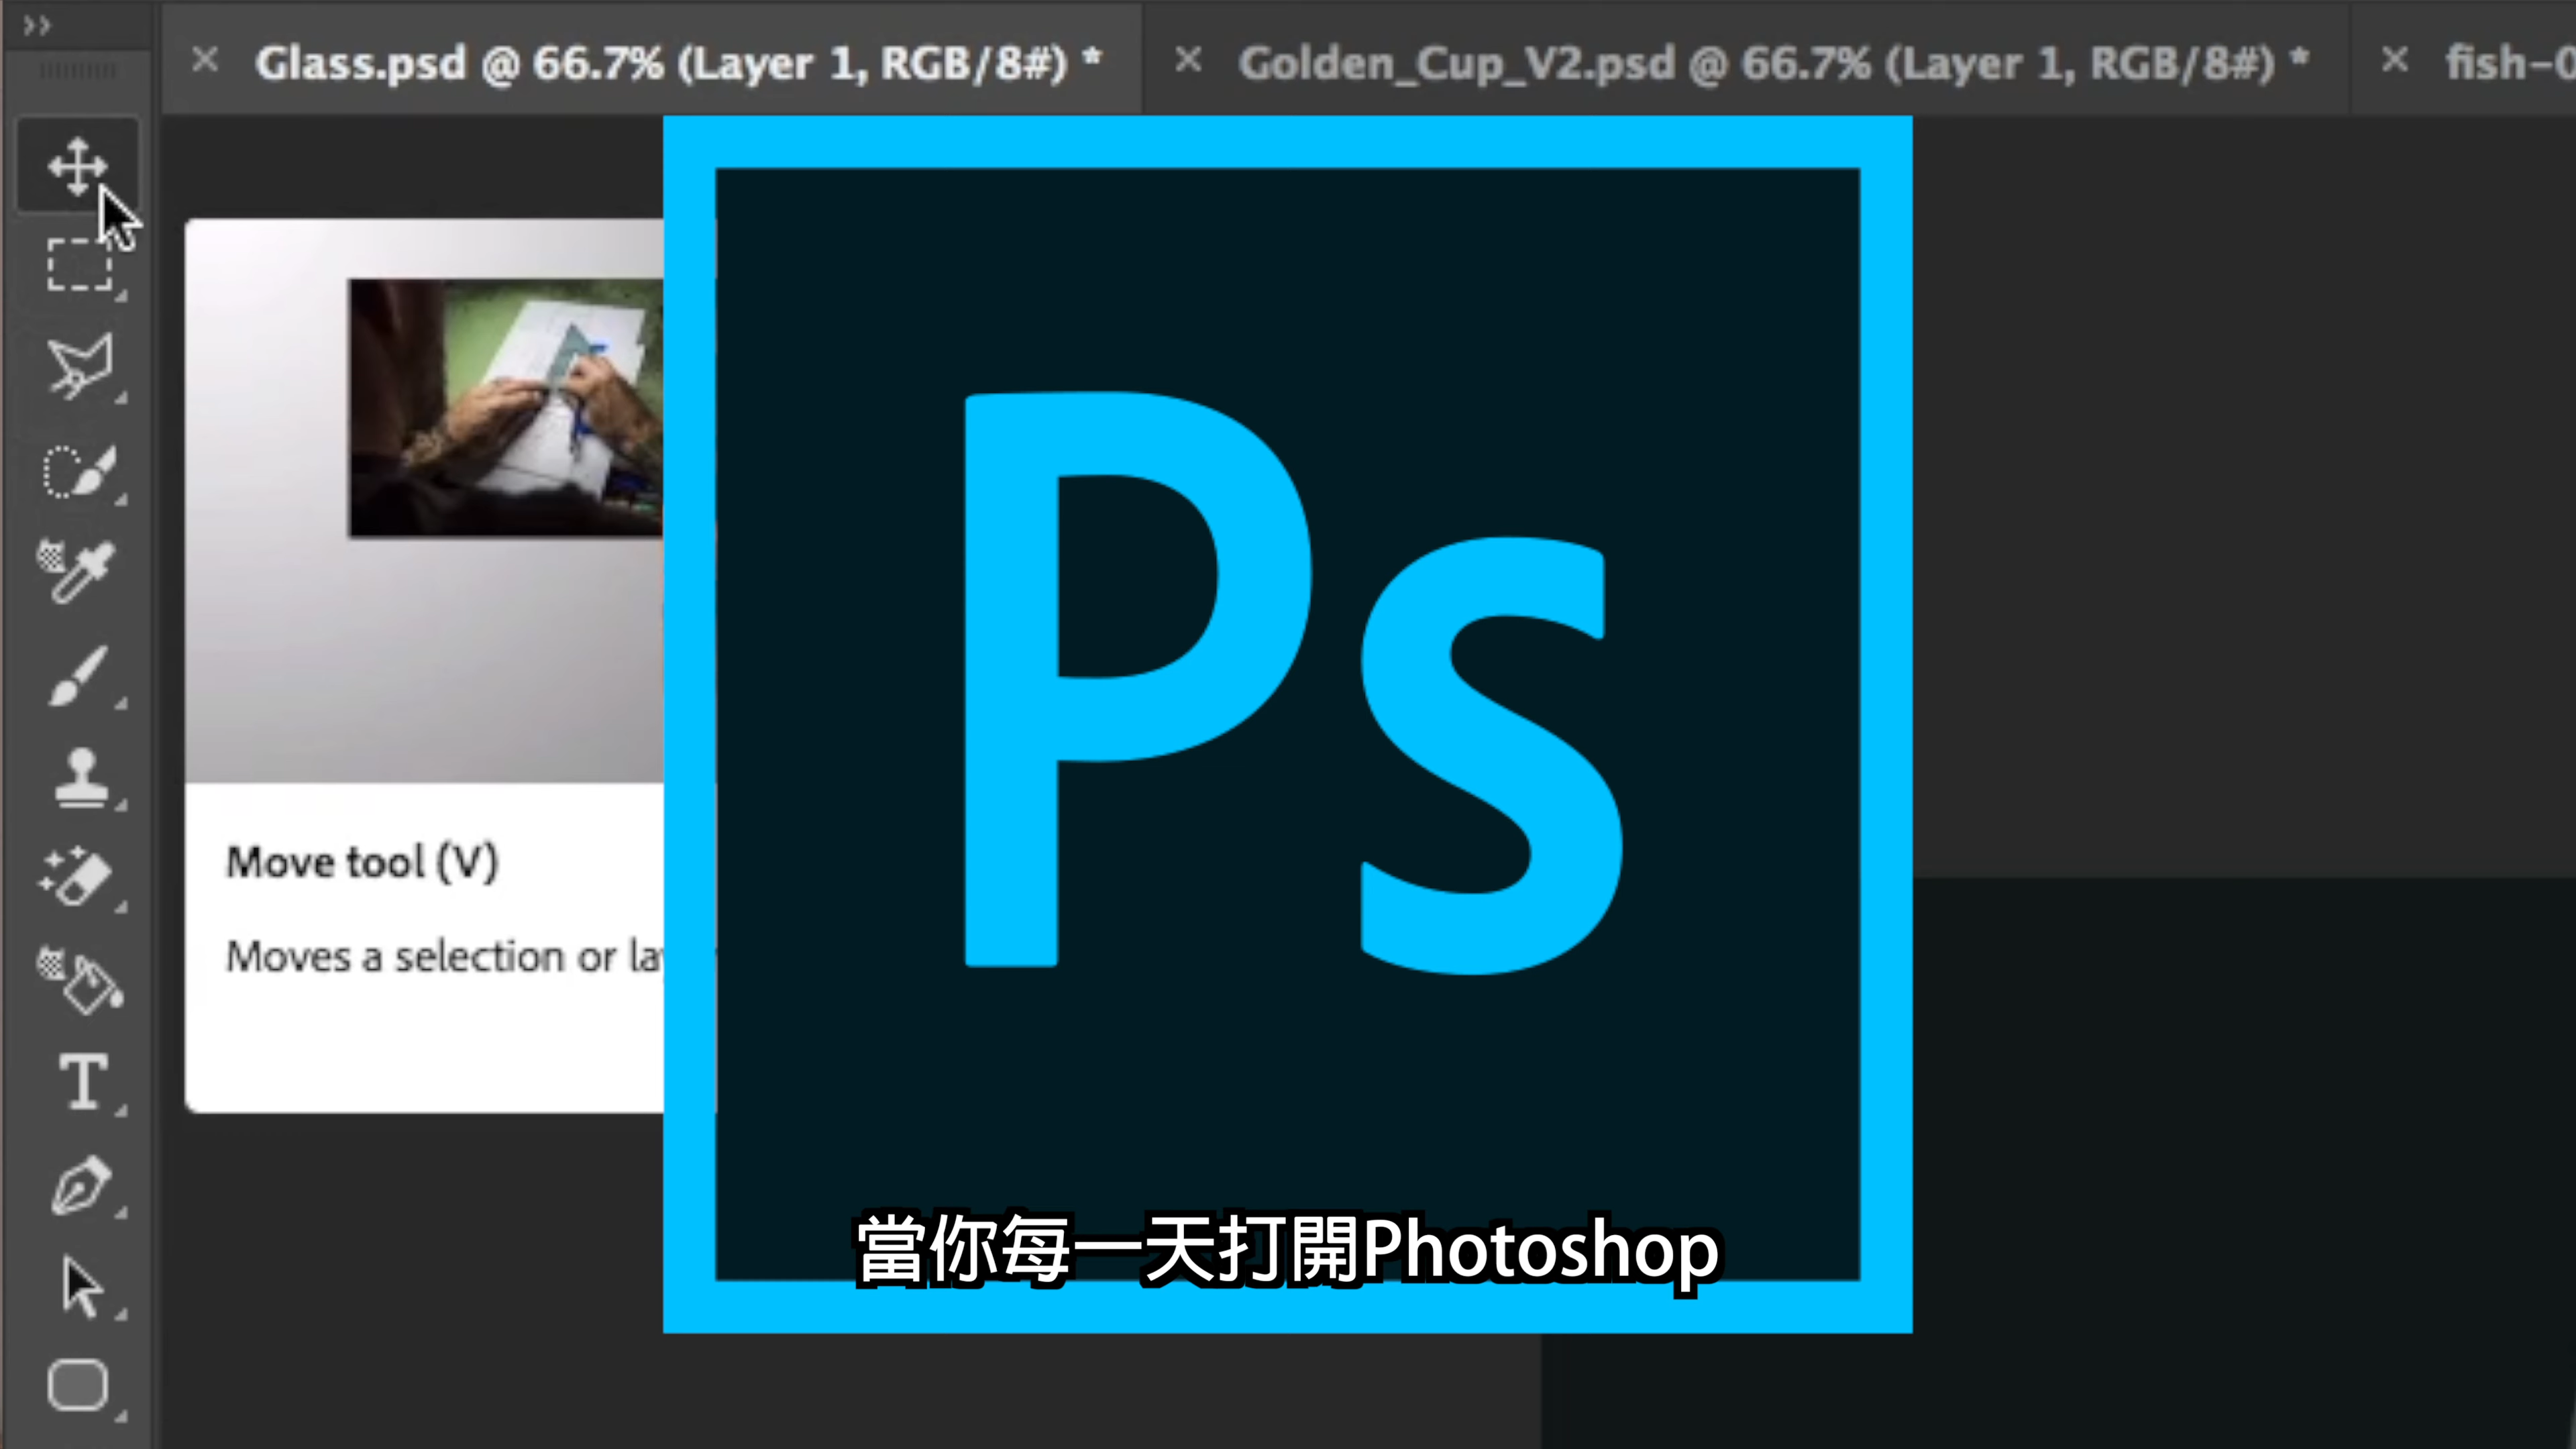 Glass.psd @ 66.7% (Layer 1, RGB/8#) *
Golden_Cup_V2.psd @ 66.7% (Layer 1, RGB/8#) *
Ps
Move tool (V)
Moves a selection or
當你每一天打開Photoshop